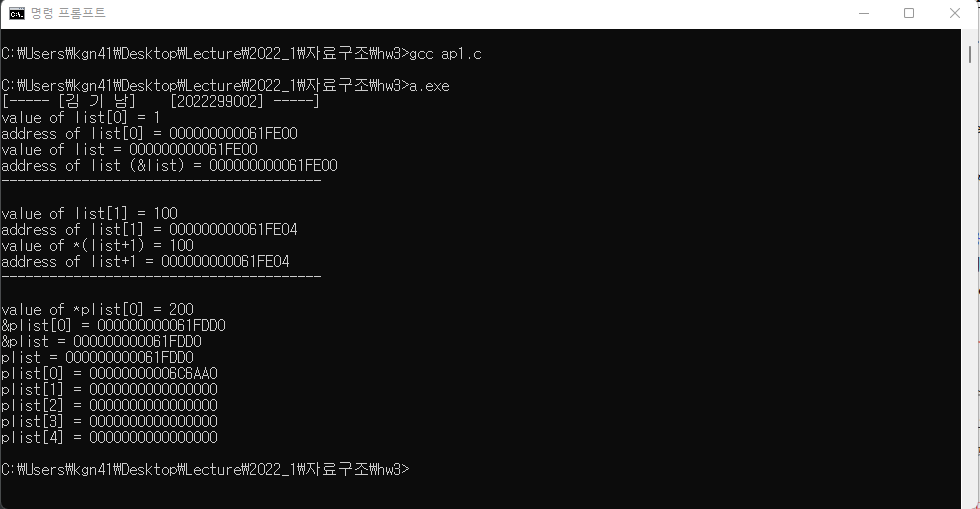 명령 프롬프트
C:₩Users₩kgn41₩Desktop₩Lecture₩2022_1₩자료구조₩hw3>gcc ap1.c
C:₩Users₩kgn41₩Desktop₩Lecture₩2022_1₩자료구조₩hw3>a.exe
[----- [김 기 남] [2022299002] -----]
value of list[0] = 1
address of list[0] = 000000000061FE00
value of list = 000000000061FE00
address of list (&list) = 000000000061FE00
----------------------------------------
value of list[1] = 100
address of list[1] = 000000000061FE04
value of *(list+1) = 100
address of list+1 = 000000000061FE04
----------------------------------------
value of *plist[0] = 200
&plist[0] = 000000000061FDD0
&plist = 000000000061FDD0
plist = 000000000061FDD0
plist[0] = 00000000006C6AA0
plist[1] = 0000000000000000
plist[2] = 0000000000000000
plist[3] = 0000000000000000
plist[4] = 0000000000000000
C:₩Users₩kgn41₩Desktop₩Lecture₩2022_1₩자료구조₩hw3>